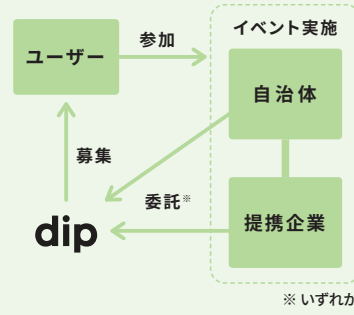 イベント実施
ユーザー
参加
自治体
募集
委託※
dip
提携企業
※ いずれか